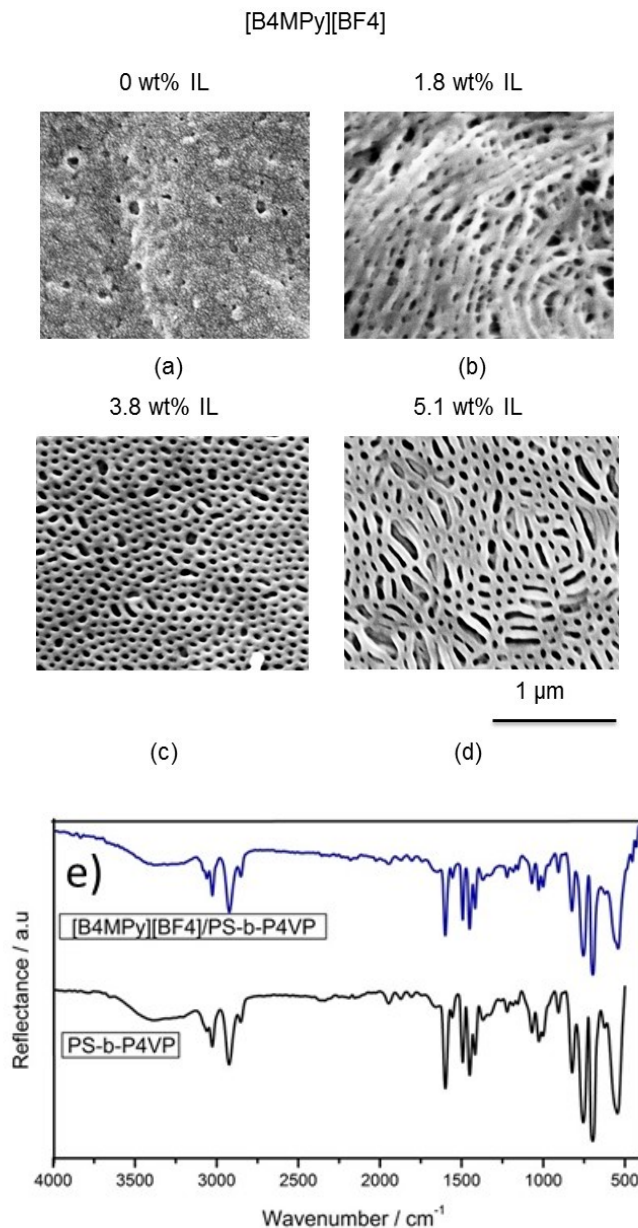 [B4MPy][BF4]
0 wt% IL
1.8 wt% IL
(a)
(b)
3.8 wt% IL
5.1 wt% IL
1 µm
(c)
(d)
e)
[B4MPy][BF4]/PS-b-P4VP
PS-b-P4VP
Reflectance / a.u
4000 3500 3000 2500 2000 1500 1000 500
Wavenumber / cm⁻¹